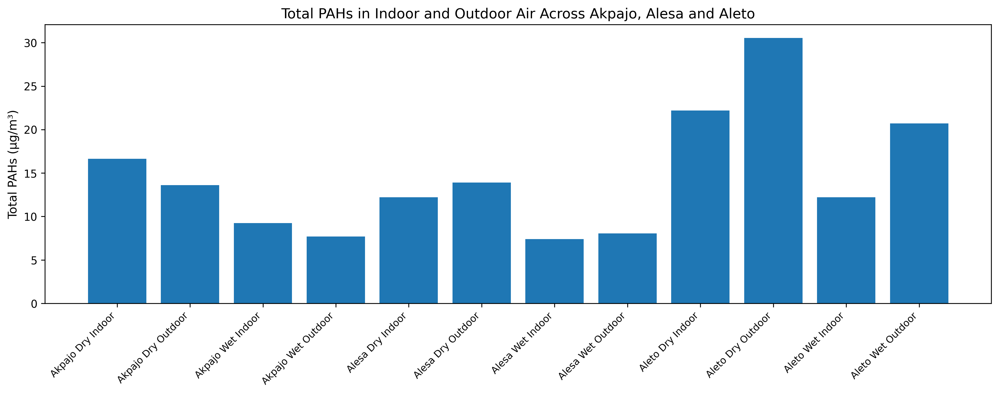 Total PAHs in Indoor and Outdoor Air Across Akpajo, Alesa and Aleto
Total PAHs (µg/m³)
30
25
20
15
10
5
0
Akpajo Dry Indoor
Akpajo Dry Outdoor
Akpajo Wet Indoor
Akpajo Wet Outdoor
Alesa Dry Indoor
Alesa Dry Outdoor
Alesa Wet Indoor
Alesa Wet Outdoor
Aleto Dry Indoor
Aleto Dry Outdoor
Aleto Wet Indoor
Aleto Wet Outdoor